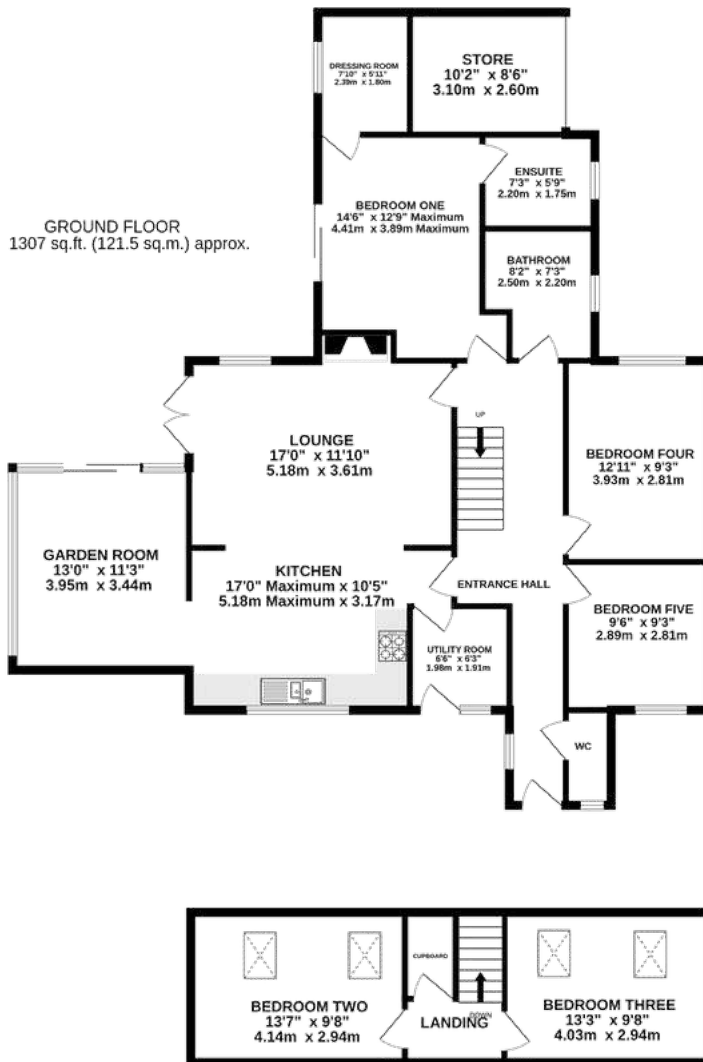 DRESSING ROOM
7'10" x 5'11"
2.39m x 1.80m
STORE
10'2" x 8'6"
3.10m x 2.60m
ENSUITE
7'3" x 5'9"
2.20m x 1.75m
BEDROOM ONE
14'6" x 12'9" Maximum
4.41m x 3.89m Maximum
GROUND FLOOR
1307 sq.ft. (121.5 sq.m.) approx.
BATHROOM
8'2" x 7'3"
2.50m x 2.20m
UP
LOUNGE
17'0" x 11'10"
5.18m x 3.61m
BEDROOM FOUR
12'11" x 9'3"
3.93m x 2.81m
GARDEN ROOM
13'0" x 11'3"
3.95m x 3.44m
KITCHEN
17'0" Maximum x 10'5"
5.18m Maximum x 3.17m
ENTRANCE HALL
BEDROOM FIVE
9'6" x 9'3"
2.89m x 2.81m
UTILITY ROOM
6'6" x 6'3"
1.98m x 1.91m
WC
CUPBOARD
BEDROOM TWO
13'7" x 9'8"
4.14m x 2.94m
DOWN
LANDING
BEDROOM THREE
13'3" x 9'8"
4.03m x 2.94m